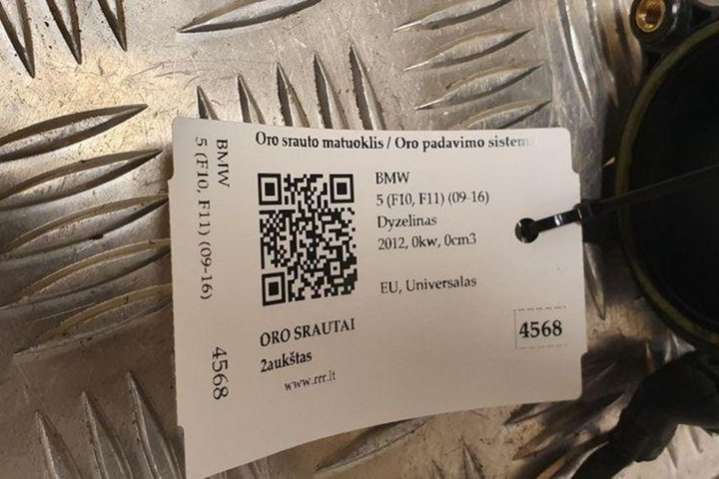 Oro srauto matuoklis / Oro padavimo sistema
BMW
5 (F10, F11) (09-16)
Dyzelinas
2012, 0kw, 0cm3
EU, Universalas
4568
ORO SRAUTAI
2aukštas
www.rrr.lt
BMW
5 (F10, F11) (09-16)
4568